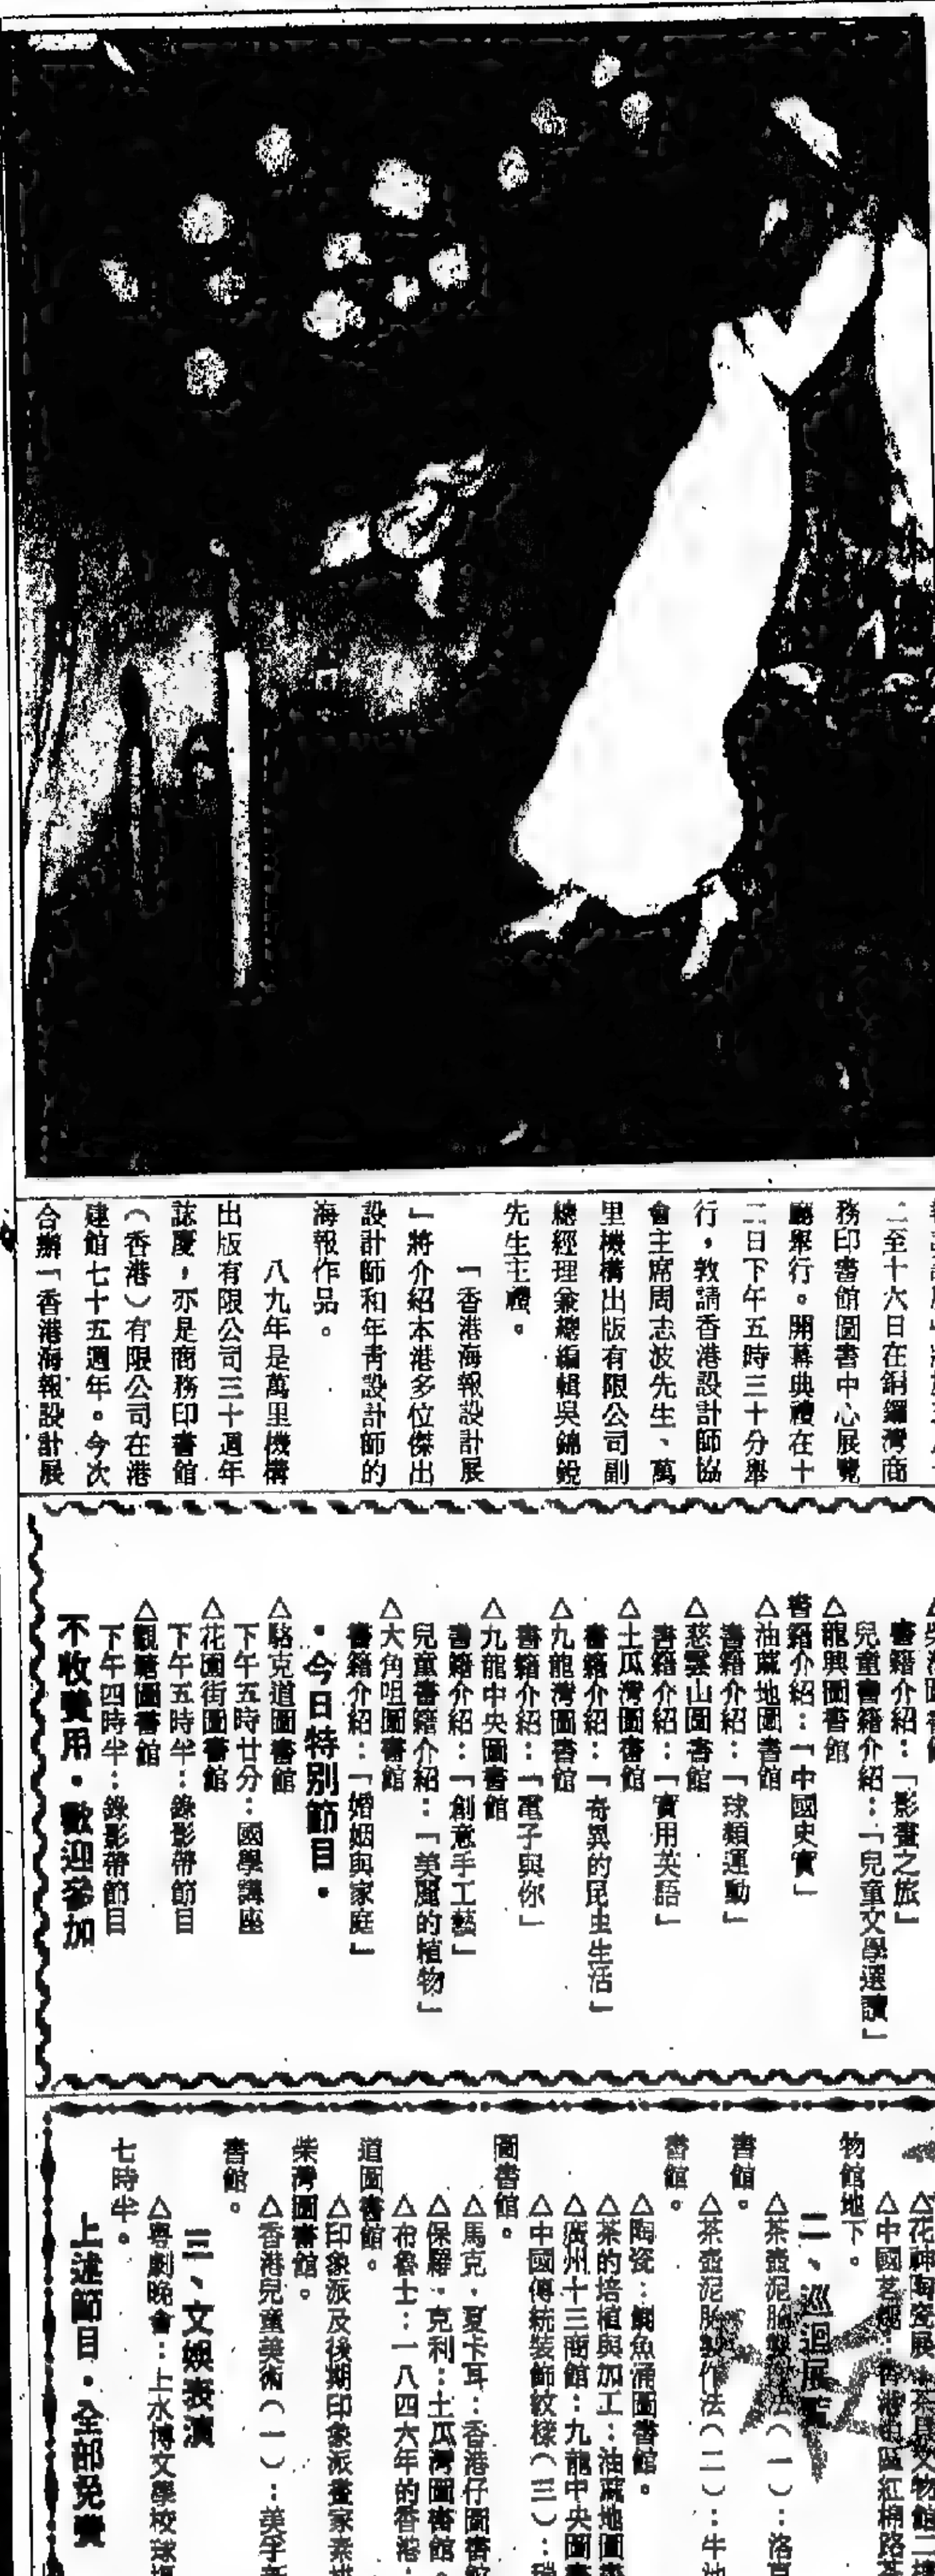 二至十六日在銅鑼灣商
務印書館圖書中心展覽
廳舉行。開幕典禮在十
二日下午五時三十分舉
行，敦請香港設計師協
會主席周志波先生、萬
里機構出版有限公司副
總經理兼總編輯吳錦銳
先生主禮。
「香港海報設計展
」將介紹本港多位傑出
設計師和年青設計師的
海報作品。
八九年是萬里機構
出版有限公司三十週年
誌慶，亦是商務印書館
（香港）有限公司在港
建館七十五週年。今次
合辦「香港海報設計展
書籍介紹：「影畫之旅」
兒童書籍介紹：「兒童文學選讀」
△龍興圖書館
書籍介紹：「中國史實」
△油蔴地圖書館
書籍介紹：「球類運動」
△慈雲山圖書館
書籍介紹：「實用英語」
△土瓜灣圖書館
書籍介紹：「奇異的昆虫生活」
△九龍灣圖書館
書籍介紹：「電子與你」
△九龍中央圖書館
書籍介紹：「創意手工藝」
兒童書籍介紹：「美麗的植物」
△大角咀圖書館
書籍介紹：「婚姻與家庭」
·今日特別節目·
△駱克道圖書館
下午五時廿分：國學講座
△花園街圖書館
下午五時半：錄影帶節目
△觀塘圖書館
下午四時半：錄影帶節目
不收費用·歡迎參加
物館地下。
二、巡迴展覽
△茶壺泥胎製作法（一）：洛
書館。
△茶壺泥胎製作法（二）：牛
書館。
△陶瓷：鰂魚涌圖書館。
△茶的培植與加工：油蔴地圖
△廣州十三商館：九龍中央圖
△中國傳統裝飾紋樣（三）：
圖書館。
△馬克·夏卡耳：香港仔圖書館
△保羅·克利：土瓜灣圖書館。
△布魯士：一八四六年的香港：
道圖書館。
△印象派及後期印象派畫家素描
柴灣圖書館。
△香港兒童美術（一）：美孚新
書館。
三、文娛表演
△粵劇晚會：上水博文學校球場
七時半。
上述節目·全部免費